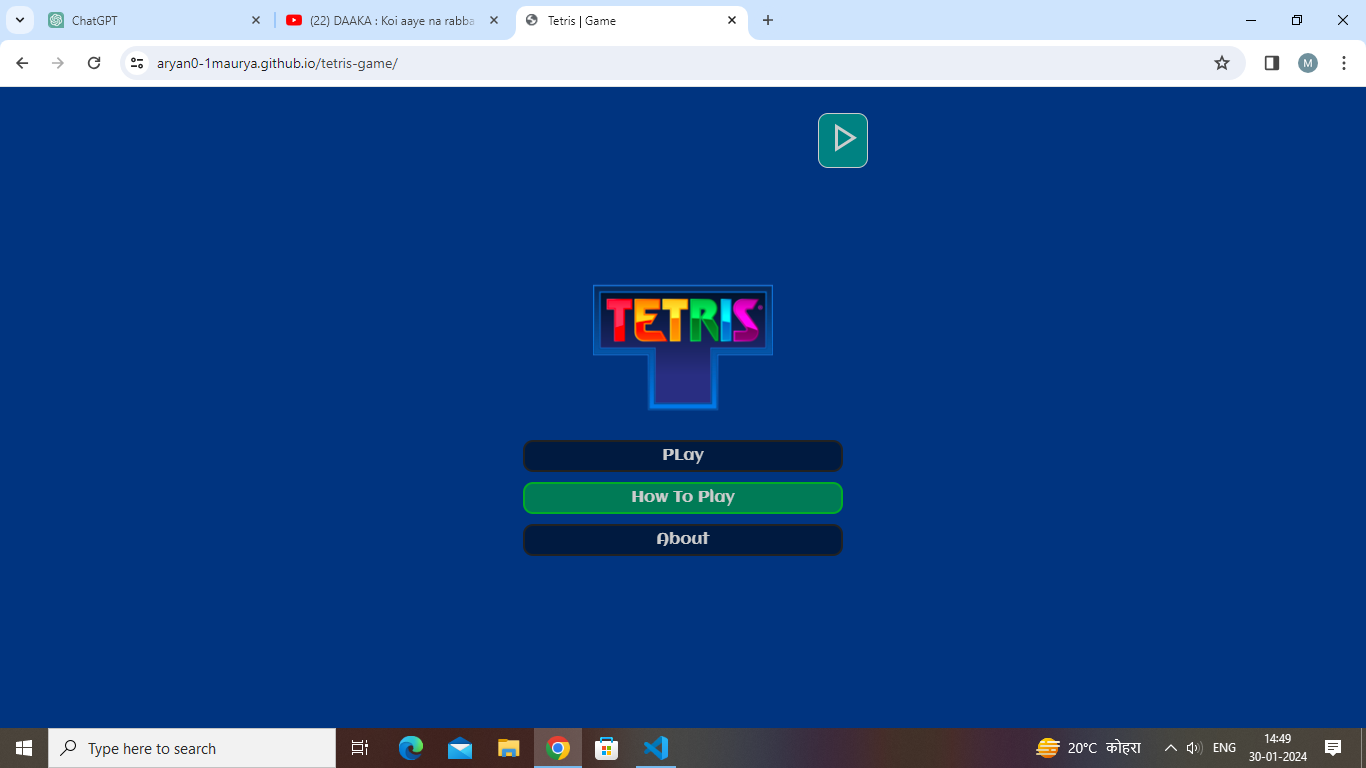 ChatGPT
(22) DAAKA : Koi aaye na rabba
Tetris | Game
aryan0-1maurya.github.io/tetris-game/
M
TETRIS
PLay
How To Play
About
Type here to search
20°C कोहरा
ENG
14:49
30-01-2024